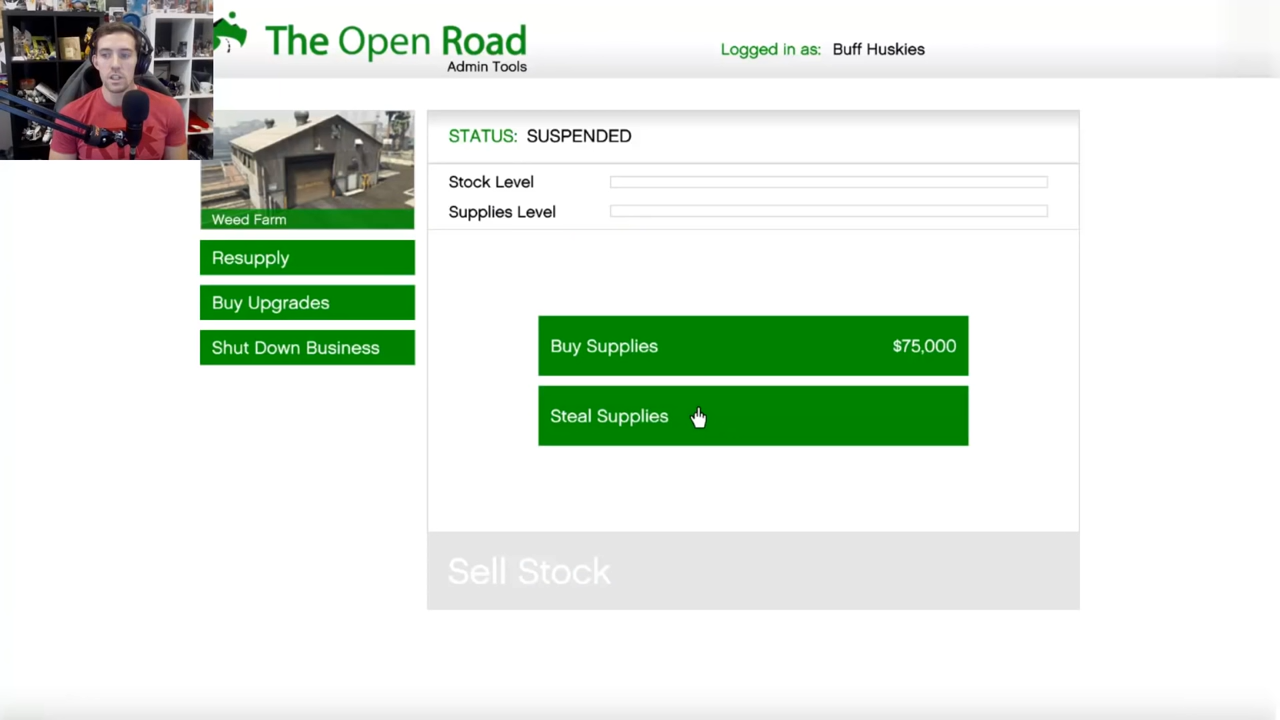 The Open Road
Admin Tools
Logged in as: Buff Huskies
Weed Farm
Resupply
Buy Upgrades
Shut Down Business
STATUS: SUSPENDED
Stock Level
Supplies Level
Buy Supplies $75,000
Steal Supplies
Sell Stock